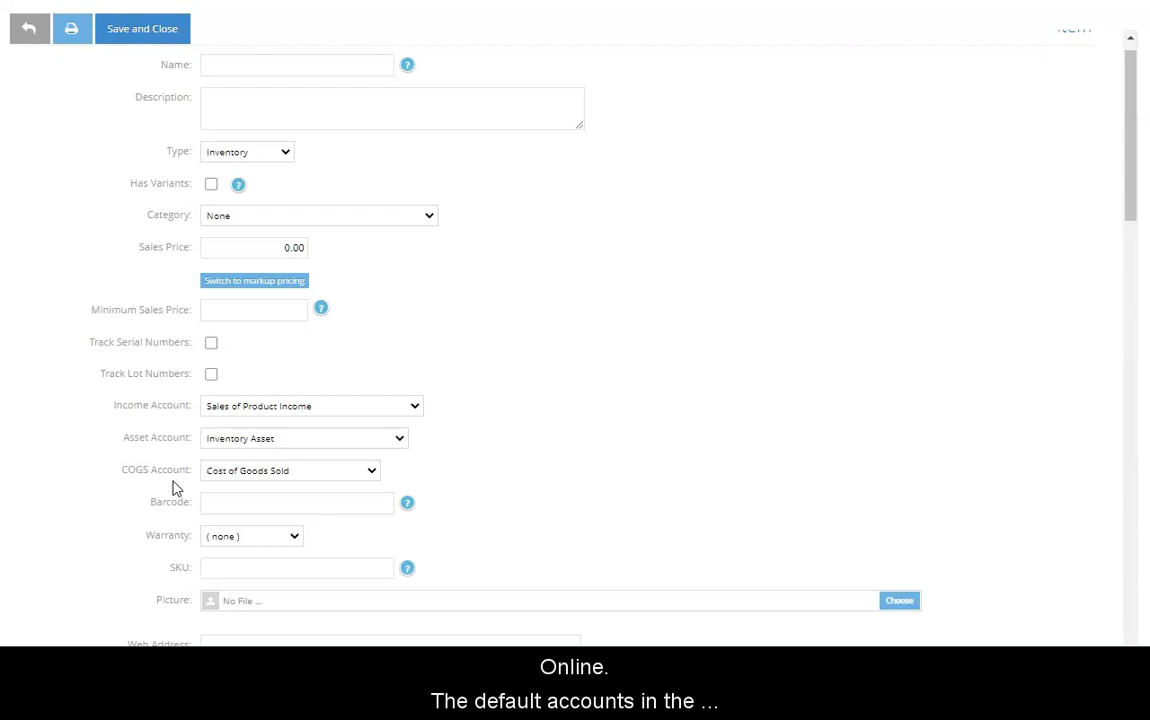 Save and Close
Item
Name: ?
Description:
Type: Inventory
Has Variants: ?
Category: None
Sales Price: 0.00
Switch to markup pricing
Minimum Sales Price: ?
Track Serial Numbers:
Track Lot Numbers:
Income Account: Sales of Product Income
Asset Account: Inventory Asset
COGS Account: Cost of Goods Sold
Barcode: ?
Warranty: ( none )
SKU: ?
Picture: No File ... Choose
Web Address:
Online.
The default accounts in the ...